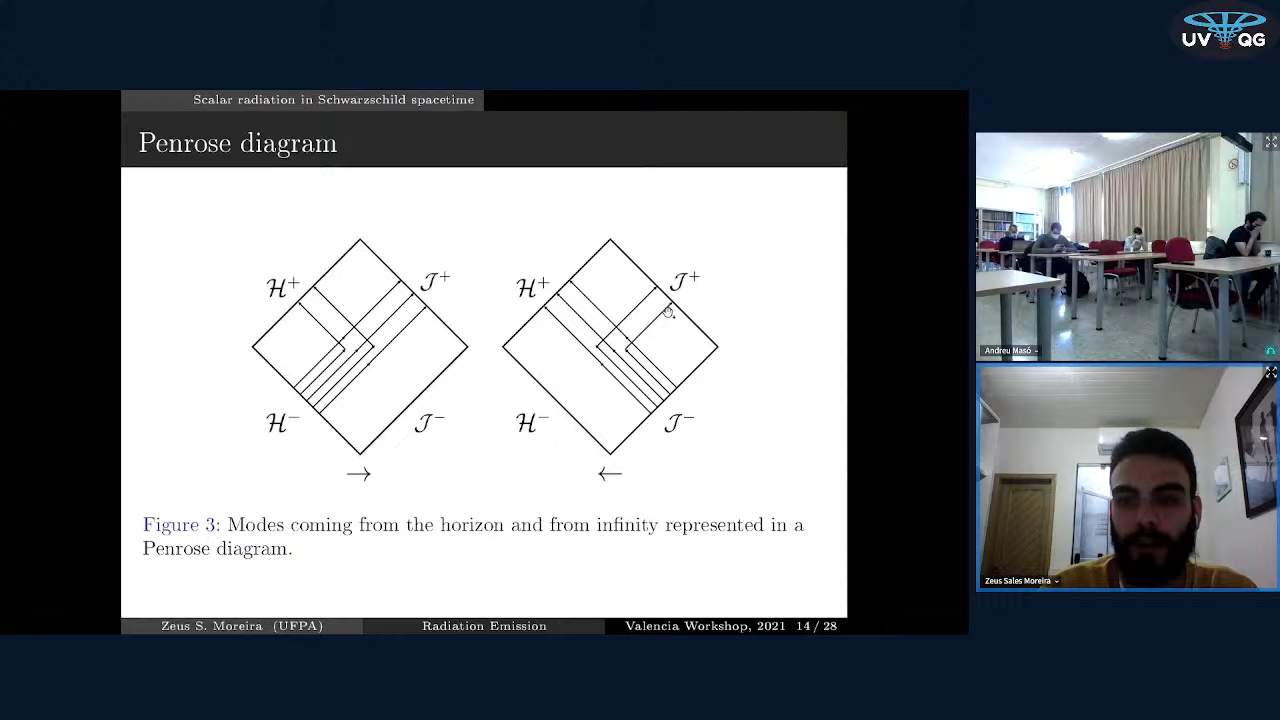 UV QG
Scalar radiation in Schwarzschild spacetime
Penrose diagram
ℋ⁺ 𝒥⁺ ℋ⁺ 𝒥⁺
ℋ⁻ 𝒥⁻ ℋ⁻ 𝒥⁻
→ ←
Figure 3: Modes coming from the horizon and from infinity represented in a
Penrose diagram.
Zeus S. Moreira (UFPA) Radiation Emission Valencia Workshop, 2021 14 / 28
Andreu Masó
Zeus Sales Moreira